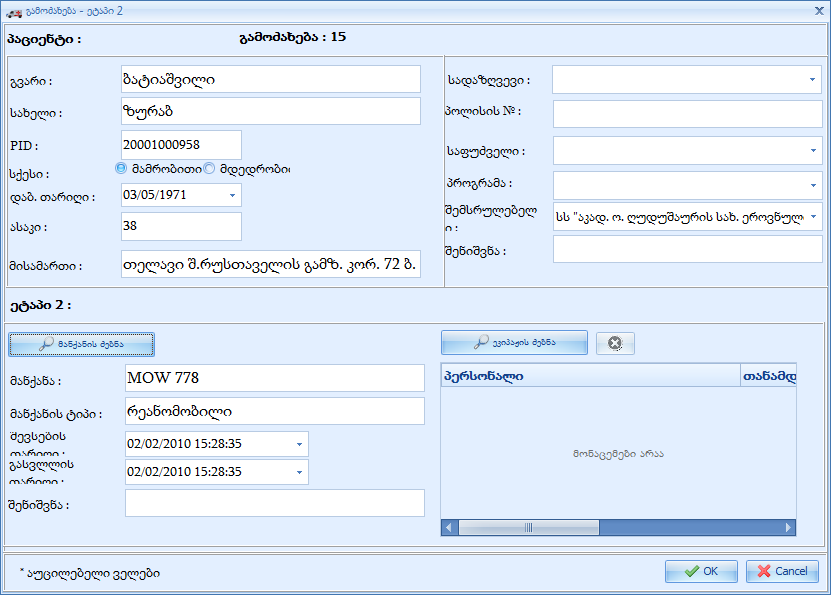 გამოძახება - ეტაპი 2
პაციენტი :
გამოძახება : 15
გვარი :
ბატიაშვილი
სახელი :
ზურაბ
PID :
20001000958
სქესი :
მამრობითი
მდედრობი
დაბ. თარიღი :
03/05/1971
ასაკი :
38
მისამართი :
თელავი შ.რუსთაველის გამზ. კორ. 72 ბ.
სადაზღვევი :
პოლისის № :
საფუძველი :
პროგრამა :
შემსრულებელ
ი :
სს "აკად. ო. ღუდუშაურის სახ. ეროვნულ
შენიშვნა :
ეტაპი 2 :
მანქანის ძებნა
მანქანა :
MOW 778
მანქანის ტიპი :
რეანომობილი
შევსების
თარიღი :
02/02/2010 15:28:35
გასვლლის
თარიღი :
02/02/2010 15:28:35
შენიშვნა :
ეკიპაჟის ძებნა
პერსონალი
თანამდ
მონაცემები არაა
* აუცილებელი ველები
OK
Cancel